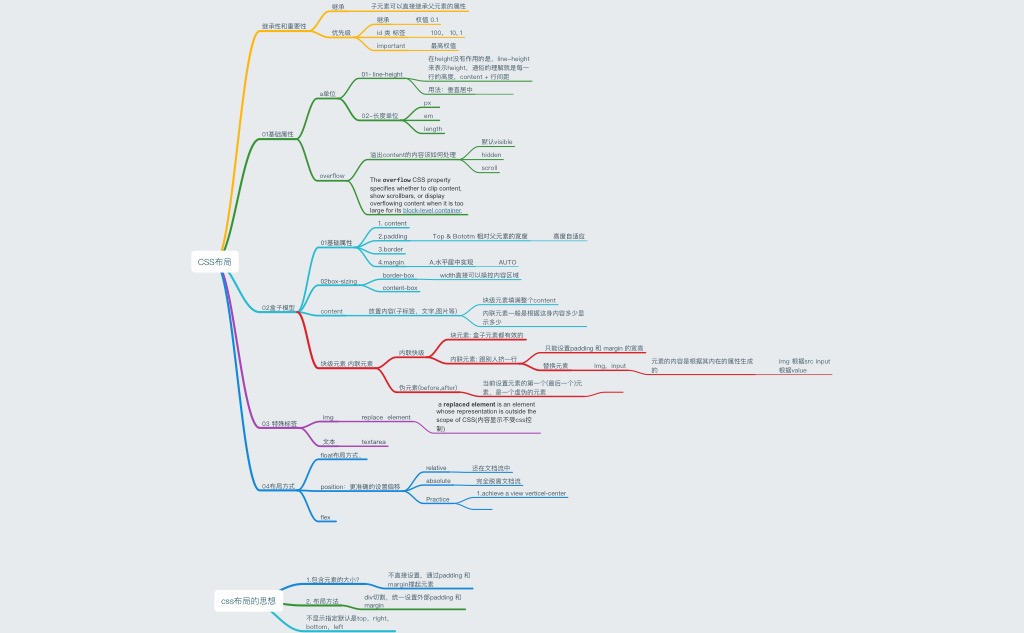 继承性和重要性
继承
子元素可以直接继承父元素的属性
优先级
继承
权值 0.1
id 类 标签
100， 10, 1
important
最高权值
CSS布局
01基础属性
a单位
01- line-height
在height没有作用的是，line-height
来表示height，通俗的理解就是每一
行的高度，content + 行间距
用法：垂直居中
02-长度单位
px
em
length
overflow
溢出content的内容该如何处理
默认visible
hidden
scroll
The overflow CSS property
specifies whether to clip content,
show scrollbars, or display
overflowing content when it is too
large for its block-level container.
02盒子模型
01基础属性
1. content
2.padding
Top & Bototm 相对父元素的宽度
高度自适应
3.border
4.margin
A.水平居中实现
AUTO
02box-sizing
border-box
width直接可以操控内容区域
content-box
content
放置内容(子标签，文字,图片等)
块级元素填满整个content
内联元素一般是根据这身内容多少显
示多少
块级元素 内联元素
内联快级
块元素: 盒子元素都有效的
内联元素: 跟别人挤一行
只能设置padding 和 margin 的宽高
替换元素
img，input
元素的内容是根据其内在的属性生成
的
img 根据src input
根据value
伪元素(before,after)
当前设置元素的第一个(最后一个)元
素，是一个虚伪的元素
03 特殊标签
img
replace element
a replaced element is an element
whose representation is outside the
scope of CSS(内容显示不受css控
制)
文本
textarea
04布局方式
float布局方式。
position：更准确的设置偏移
relative
还在文档流中
absolute
完全脱离文档流
Practice
1.achieve a view verticel-center
flex
css布局的思想
1.包含元素的大小？
不直接设置，通过padding 和
margin撑起元素
2. 布局方法
div切割，统一设置外部padding 和
margin
不显示指定默认是top，right，
bottom，left